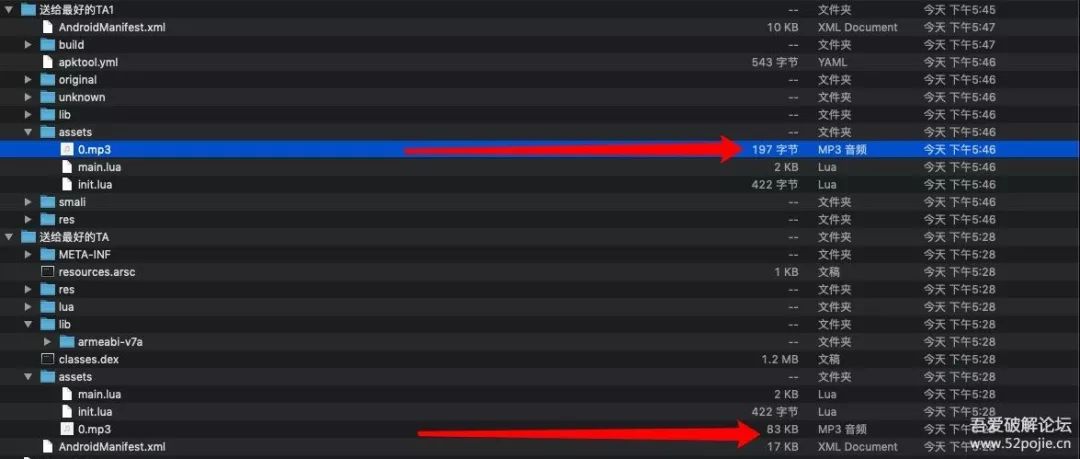 送给最好的TA1 -- 文件夹 今天 下午5:45
AndroidManifest.xml 10 KB XML Document 今天 下午5:47
build -- 文件夹 今天 下午5:47
apktool.yml 543 字节 YAML 今天 下午5:46
original -- 文件夹 今天 下午5:46
unknown -- 文件夹 今天 下午5:46
lib -- 文件夹 今天 下午5:46
assets -- 文件夹 今天 下午5:46
0.mp3 197 字节 MP3 音频 今天 下午5:46
main.lua 2 KB Lua 今天 下午5:46
init.lua 422 字节 Lua 今天 下午5:46
smali -- 文件夹 今天 下午5:46
res -- 文件夹 今天 下午5:46
送给最好的TA -- 文件夹 今天 下午5:28
META-INF -- 文件夹 今天 下午5:28
resources.arsc 1 KB 文稿 今天 下午5:28
res -- 文件夹 今天 下午5:28
lua -- 文件夹 今天 下午5:28
lib -- 文件夹 今天 下午5:28
armeabi-v7a -- 文件夹 今天 下午5:28
classes.dex 1.2 MB 文稿 今天 下午5:28
assets -- 文件夹 今天 下午5:28
main.lua 2 KB Lua 今天 下午5:28
init.lua 422 字节 Lua 今天 下午5:28
0.mp3 83 KB MP3 音频 今天 下午5:28
AndroidManifest.xml 17 KB XML Document 今天 下午5:28
吾爱破解论坛
www.52pojie.cn